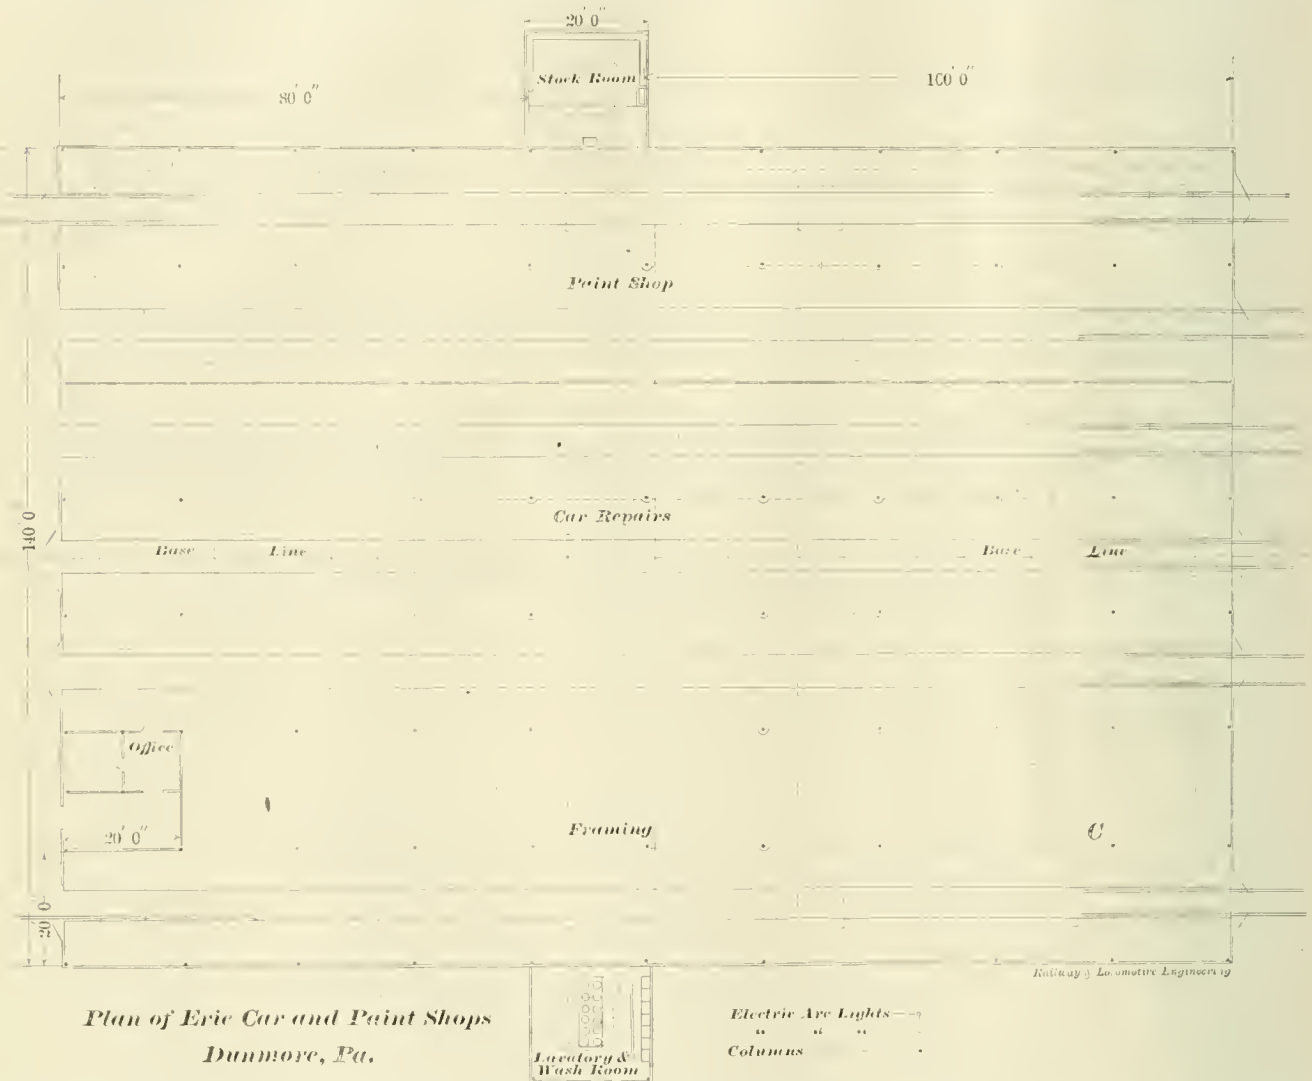 20' 0"
Stock Room
80' 0"
100' 0"
Paint Shop
140' 0
Car Repairs
Base Line
Base Line
Office
20' 0"
Framing
C
20' 0
Railway & Locomotive Engineering
Plan of Erie Car and Paint Shops
Dunmore, Pa.
Electric Arc Lights
" " "
Columns
Lavatory &
Wash Room